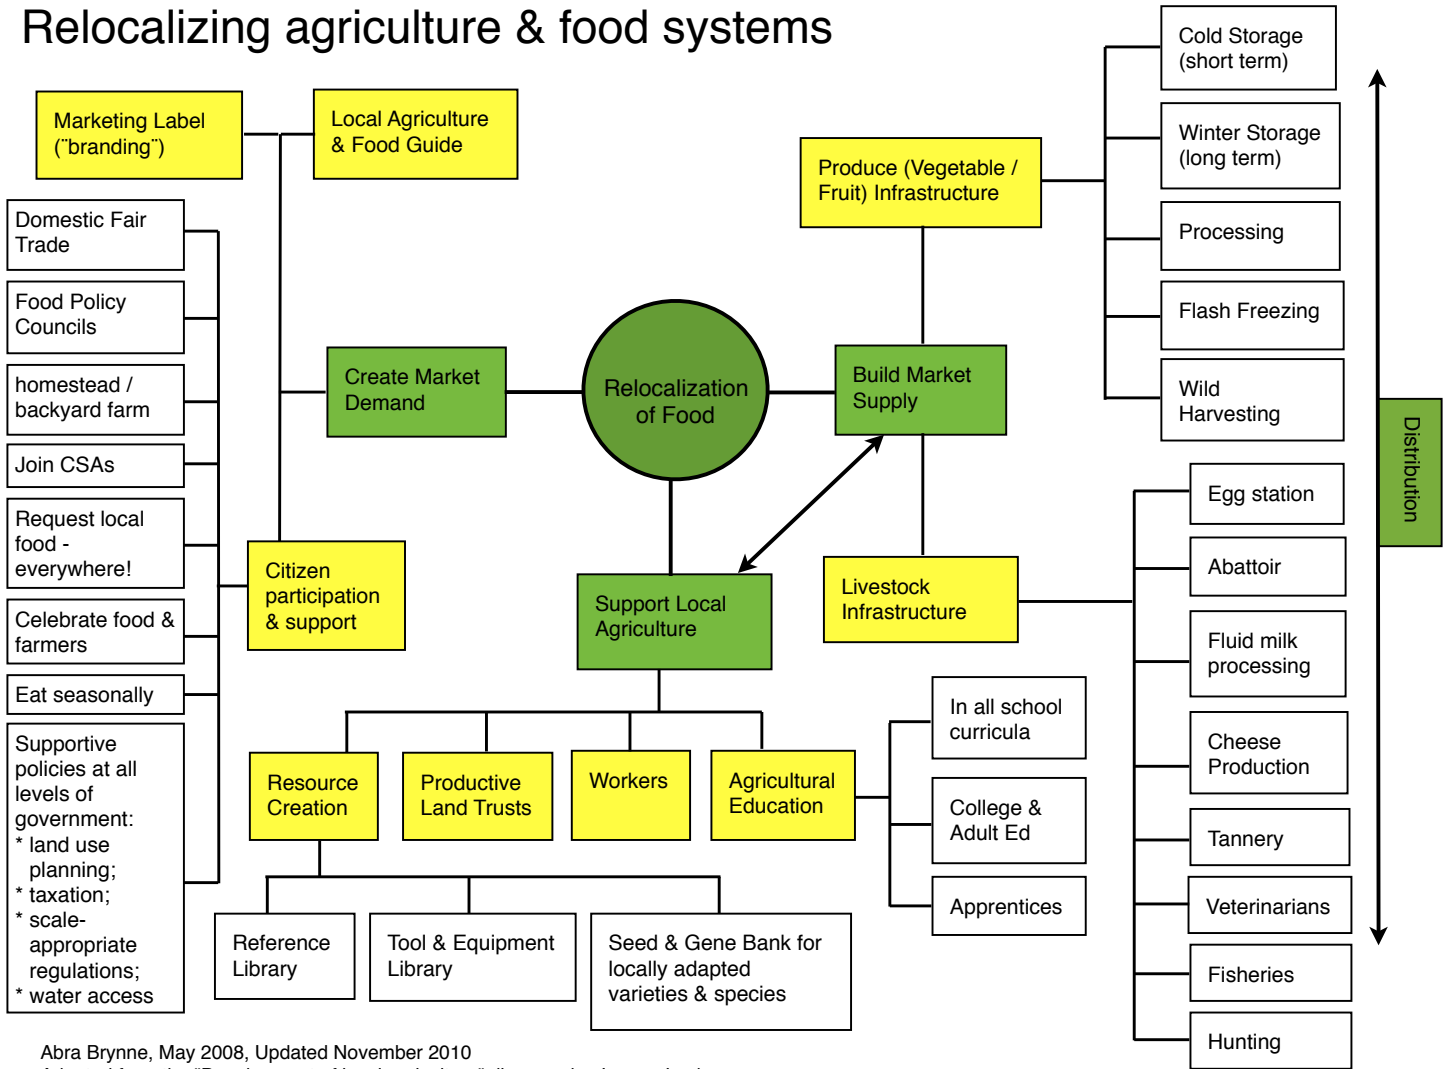 Relocalizing agriculture & food systems
Marketing Label
(¨branding¨)
Local Agriculture
& Food Guide
Domestic Fair
Trade
Food Policy
Councils
homestead /
backyard farm
Join CSAs
Request local
food -
everywhere!
Celebrate food &
farmers
Eat seasonally
Supportive
policies at all
levels of
government:
* land use
planning;
* taxation;
* scale-
appropriate
regulations;
* water access
Create Market
Demand
Citizen
participation
& support
Relocalization
of Food
Build Market
Supply
Support Local
Agriculture
Produce (Vegetable /
Fruit) Infrastructure
Livestock
Infrastructure
Cold Storage
(short term)
Winter Storage
(long term)
Processing
Flash Freezing
Wild
Harvesting
Egg station
Abattoir
Fluid milk
processing
Cheese
Production
Tannery
Veterinarians
Fisheries
Hunting
Distribution
Resource
Creation
Productive
Land Trusts
Workers
Agricultural
Education
In all school
curricula
College &
Adult Ed
Apprentices
Reference
Library
Tool & Equipment
Library
Seed & Gene Bank for
locally adapted
varieties & species
Abra Brynne, May 2008, Updated November 2010